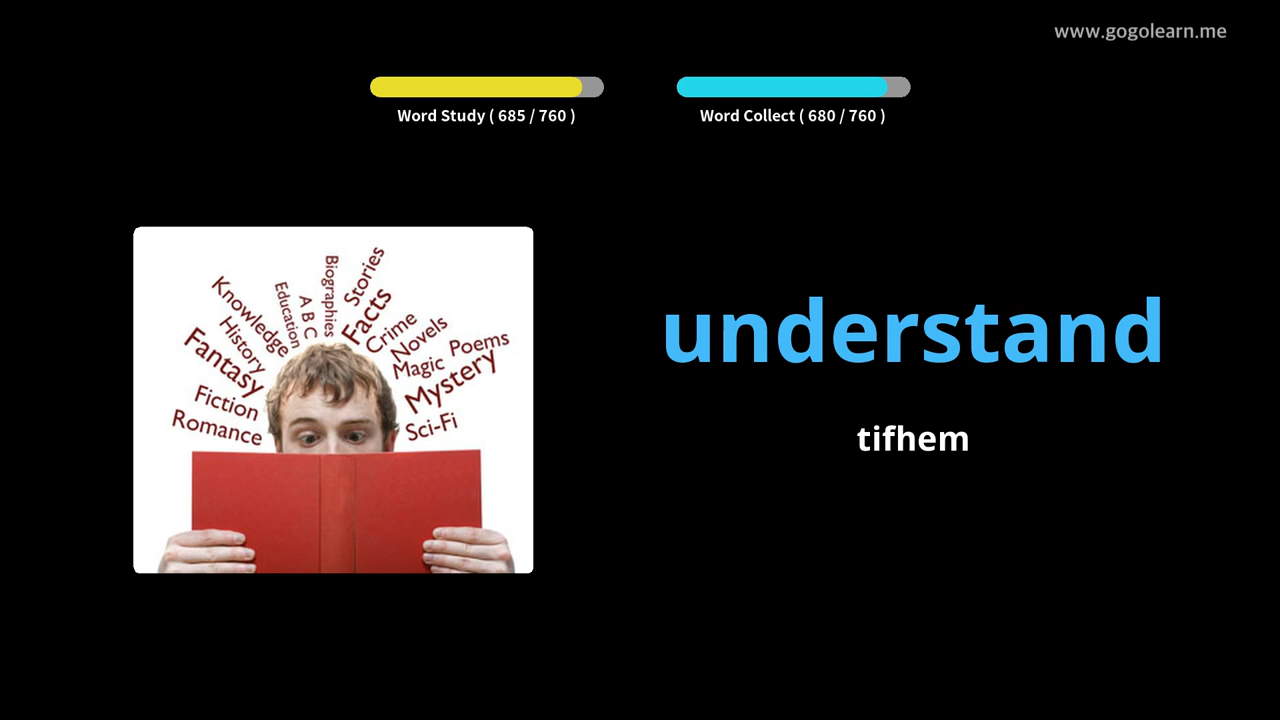 www.gogolearn.me
Word Study ( 685 / 760 )
Word Collect ( 680 / 760 )
Biographies
Stories
Education
A B C
Facts
Knowledge
Crime
History
Novels
Fantasy
Poems
Magic
Mystery
Fiction
Romance
Sci-Fi
understand
tifhem